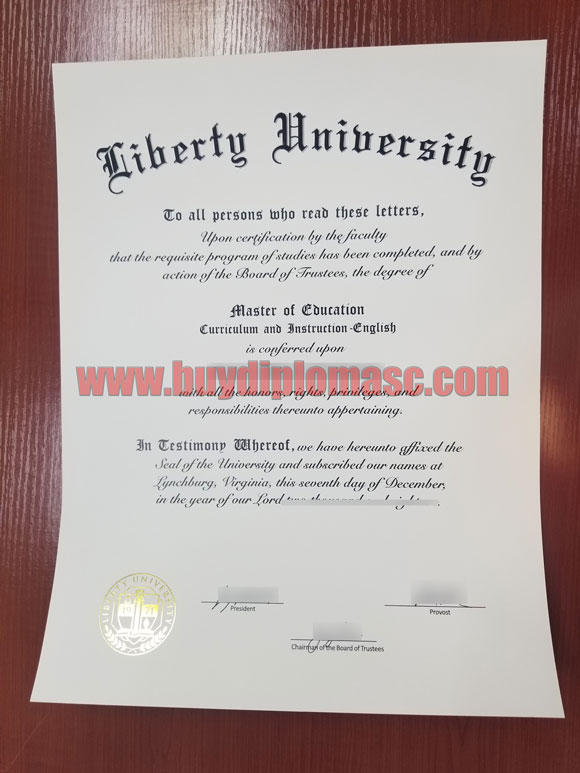 Liberty University
To all persons who read these letters,
Upon certification by the faculty
that the requisite program of studies has been completed, and by
action of the Board of Trustees, the degree of
Master of Education
Curriculum and Instruction-English
is conferred upon
www.buydiplomasc.com
with all the honors, rights, privileges, and
responsibilities thereunto appertaining.
In Testimony Whereof, we have hereunto affixed the
Seal of the University and subscribed our names at
Lynchburg, Virginia, this seventh day of December,
in the year of our Lord
LIBERTY UNIVERSITY
President
Provost
Chairman of the Board of Trustees